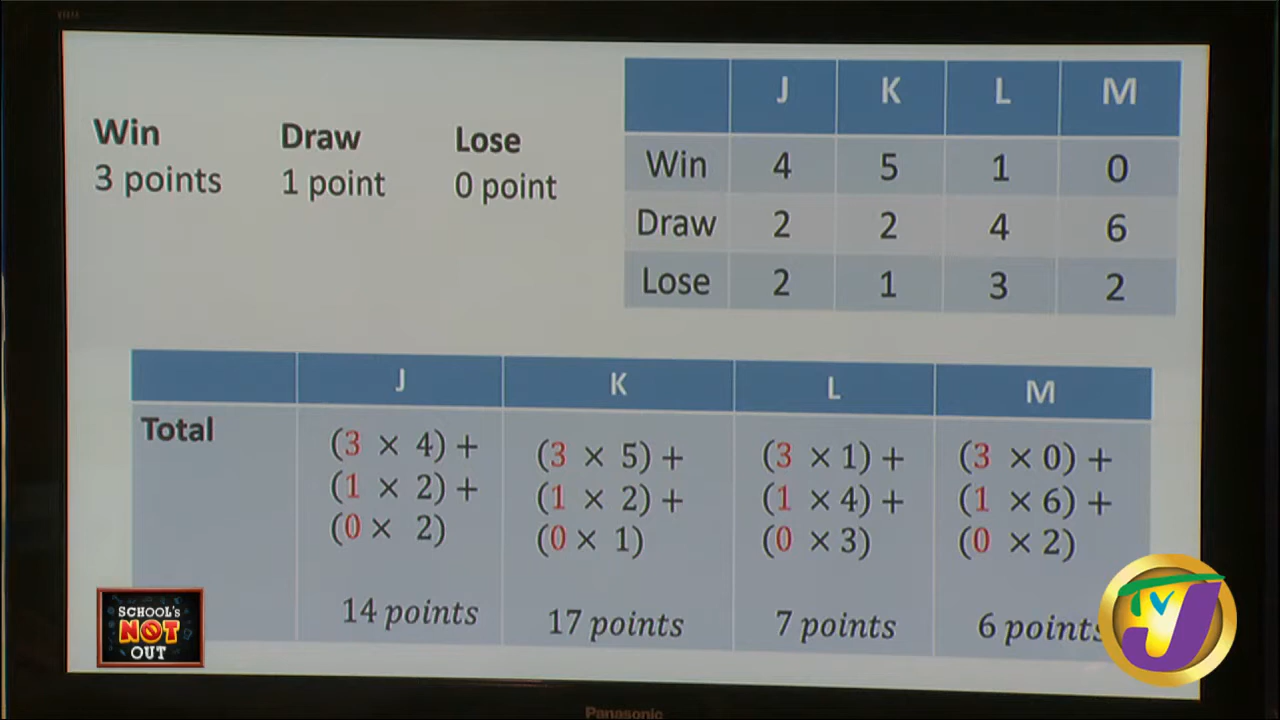 Win Draw Lose
3 points 1 point 0 point
J K L M
Win 4 5 1 0
Draw 2 2 4 6
Lose 2 1 3 2
J K L M
Total
(3 × 4) + (3 × 5) + (3 × 1) + (3 × 0) +
(1 × 2) + (1 × 2) + (1 × 4) + (1 × 6) +
(0 × 2) (0 × 1) (0 × 3) (0 × 2)
14 points 17 points 7 points 6 points
SCHOOL'S
NOT
OUT
TVJ
Panasonic